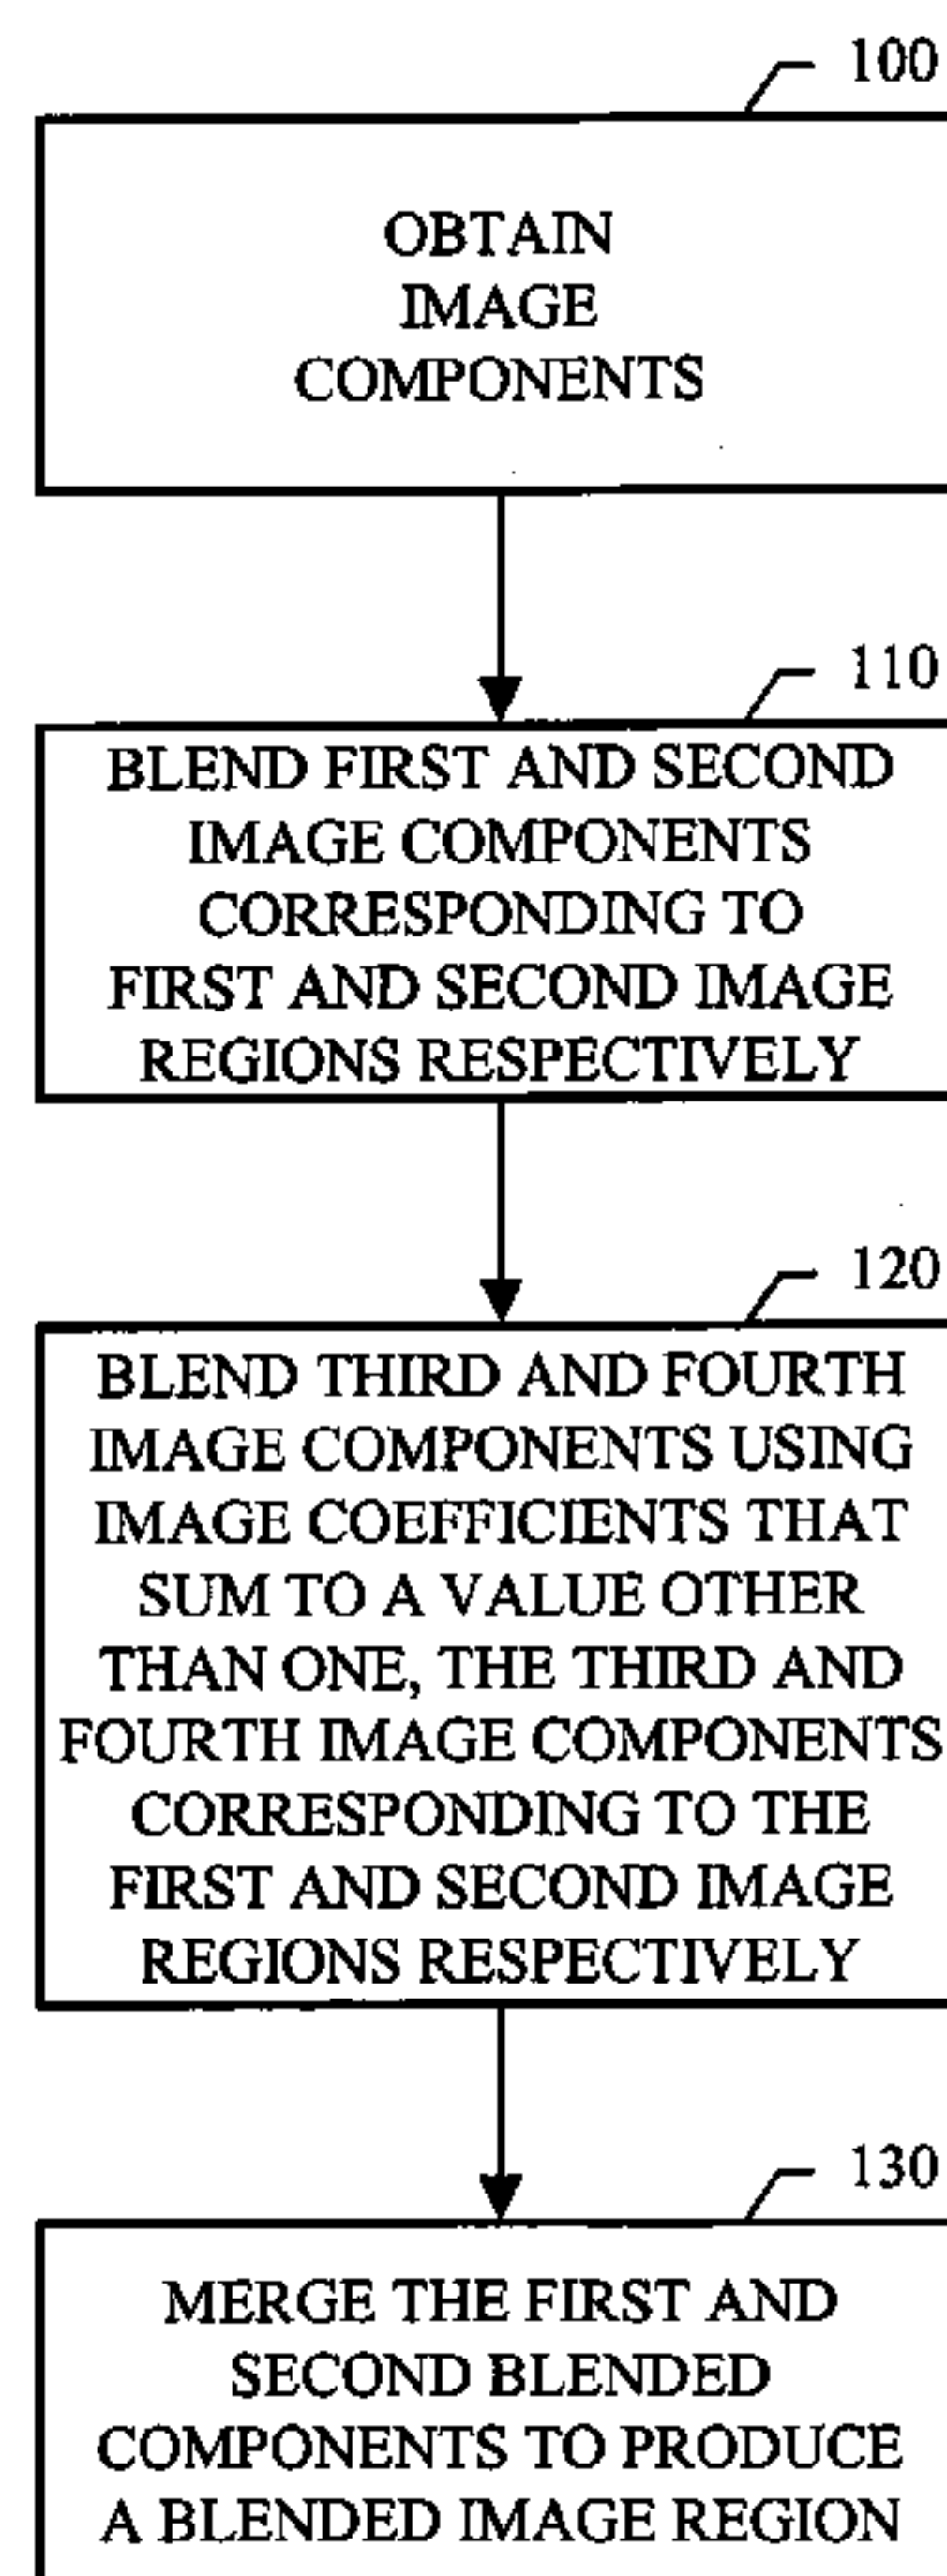 100
OBTAIN
IMAGE
COMPONENTS
110
BLEND FIRST AND SECOND
IMAGE COMPONENTS
CORRESPONDING TO
FIRST AND SECOND IMAGE
REGIONS RESPECTIVELY
120
BLEND THIRD AND FOURTH
IMAGE COMPONENTS USING
IMAGE COEFFICIENTS THAT
SUM TO A VALUE OTHER
THAN ONE, THE THIRD AND
FOURTH IMAGE COMPONENTS
CORRESPONDING TO THE
FIRST AND SECOND IMAGE
REGIONS RESPECTIVELY
130
MERGE THE FIRST AND
SECOND BLENDED
COMPONENTS TO PRODUCE
A BLENDED IMAGE REGION